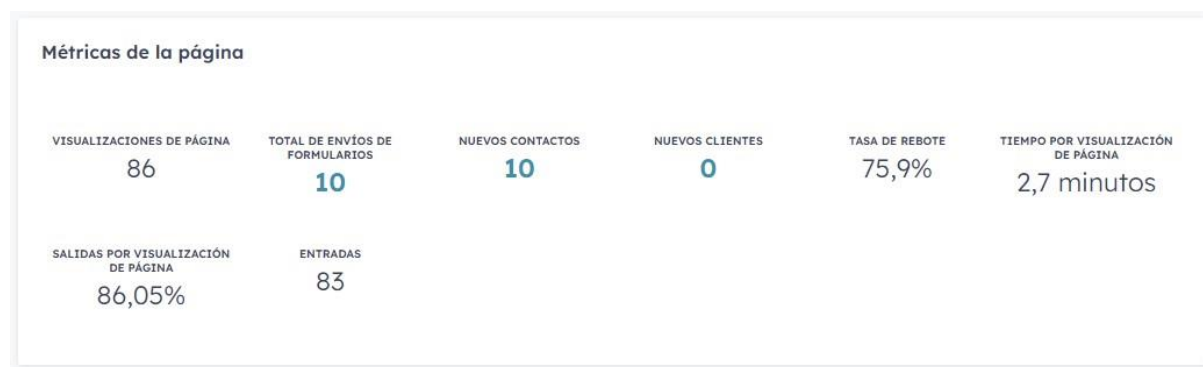 Métricas de la página
VISUALIZACIONES DE PÁGINA
86
TOTAL DE ENVÍOS DE
FORMULARIOS
10
NUEVOS CONTACTOS
10
NUEVOS CLIENTES
0
TASA DE REBOTE
75,9%
TIEMPO POR VISUALIZACIÓN
DE PÁGINA
2,7 minutos
SALIDAS POR VISUALIZACIÓN
DE PÁGINA
86,05%
ENTRADAS
83